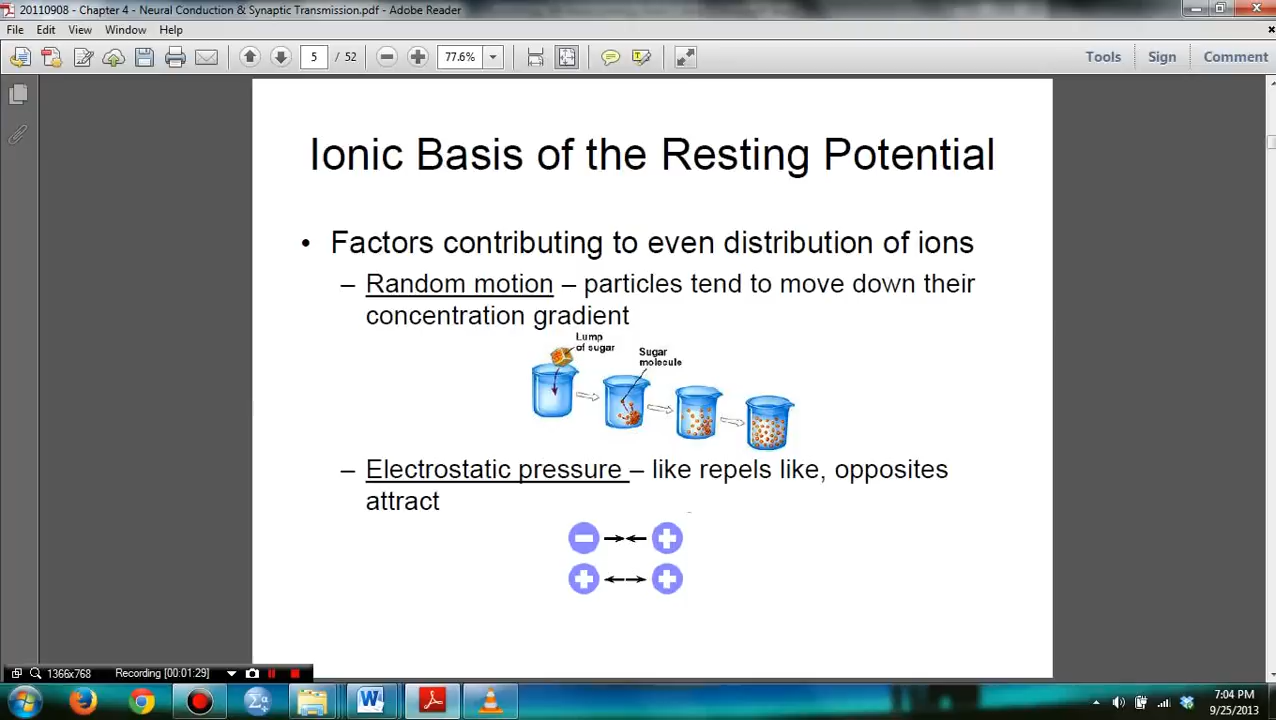 20110908 - Chapter 4 - Neural Conduction & Synaptic Transmission.pdf - Adobe Reader
File Edit View Window Help
5 / 52 77.6% Tools Sign Comment
Ionic Basis of the Resting Potential
• Factors contributing to even distribution of ions
– Random motion – particles tend to move down their
concentration gradient
Lump
of sugar
Sugar
molecule
– Electrostatic pressure – like repels like, opposites
attract
1366x768 Recording [00:01:29]
7:04 PM
9/25/2013